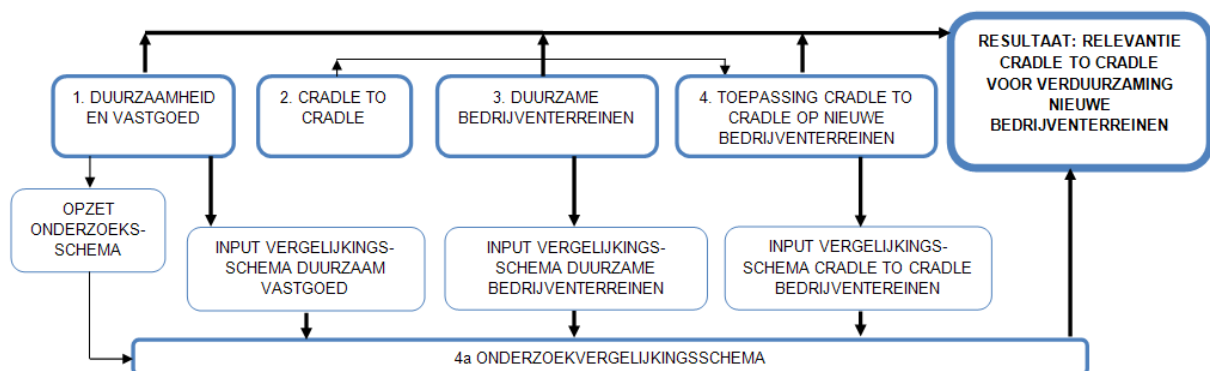 RESULTAAT: RELEVANTIE
CRADLE TO CRADLE
VOOR VERDUURZAMING
NIEUWE
BEDRIJVENTERREINEN
1. DUURZAAMHEID
EN VASTGOED
2. CRADLE TO
CRADLE
3. DUURZAME
BEDRIJVENTERREINEN
4. TOEPASSING CRADLE TO
CRADLE OP NIEUWE
BEDRIJVENTERREINEN
OPZET
ONDERZOEKS-
SCHEMA
INPUT VERGELIJKINGS-
SCHEMA DUURZAAM
VASTGOED
INPUT VERGELIJKINGS-
SCHEMA DUURZAME
BEDRIJVENTERREINEN
INPUT VERGELIJKINGS-
SCHEMA CRADLE TO CRADLE
BEDRIJVENTEREINEN
4a ONDERZOEKVERGELIJKINGSSCHEMA